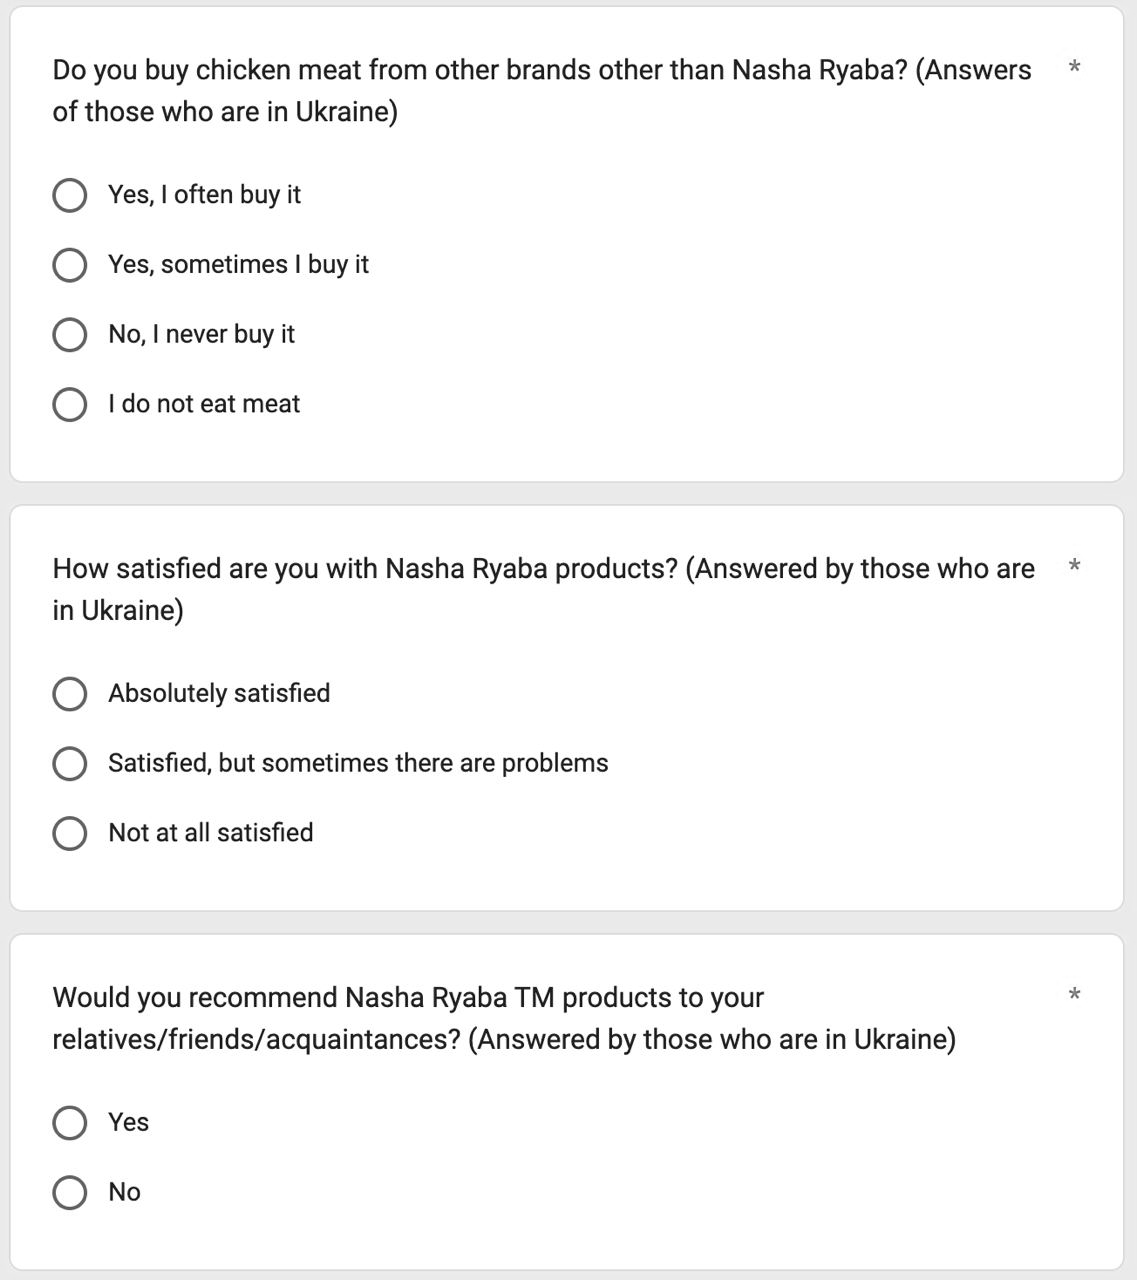 Do you buy chicken meat from other brands other than Nasha Ryaba? (Answers *
of those who are in Ukraine)
Yes, I often buy it
Yes, sometimes I buy it
No, I never buy it
I do not eat meat
How satisfied are you with Nasha Ryaba products? (Answered by those who are *
in Ukraine)
Absolutely satisfied
Satisfied, but sometimes there are problems
Not at all satisfied
Would you recommend Nasha Ryaba TM products to your *
relatives/friends/acquaintances? (Answered by those who are in Ukraine)
Yes
No